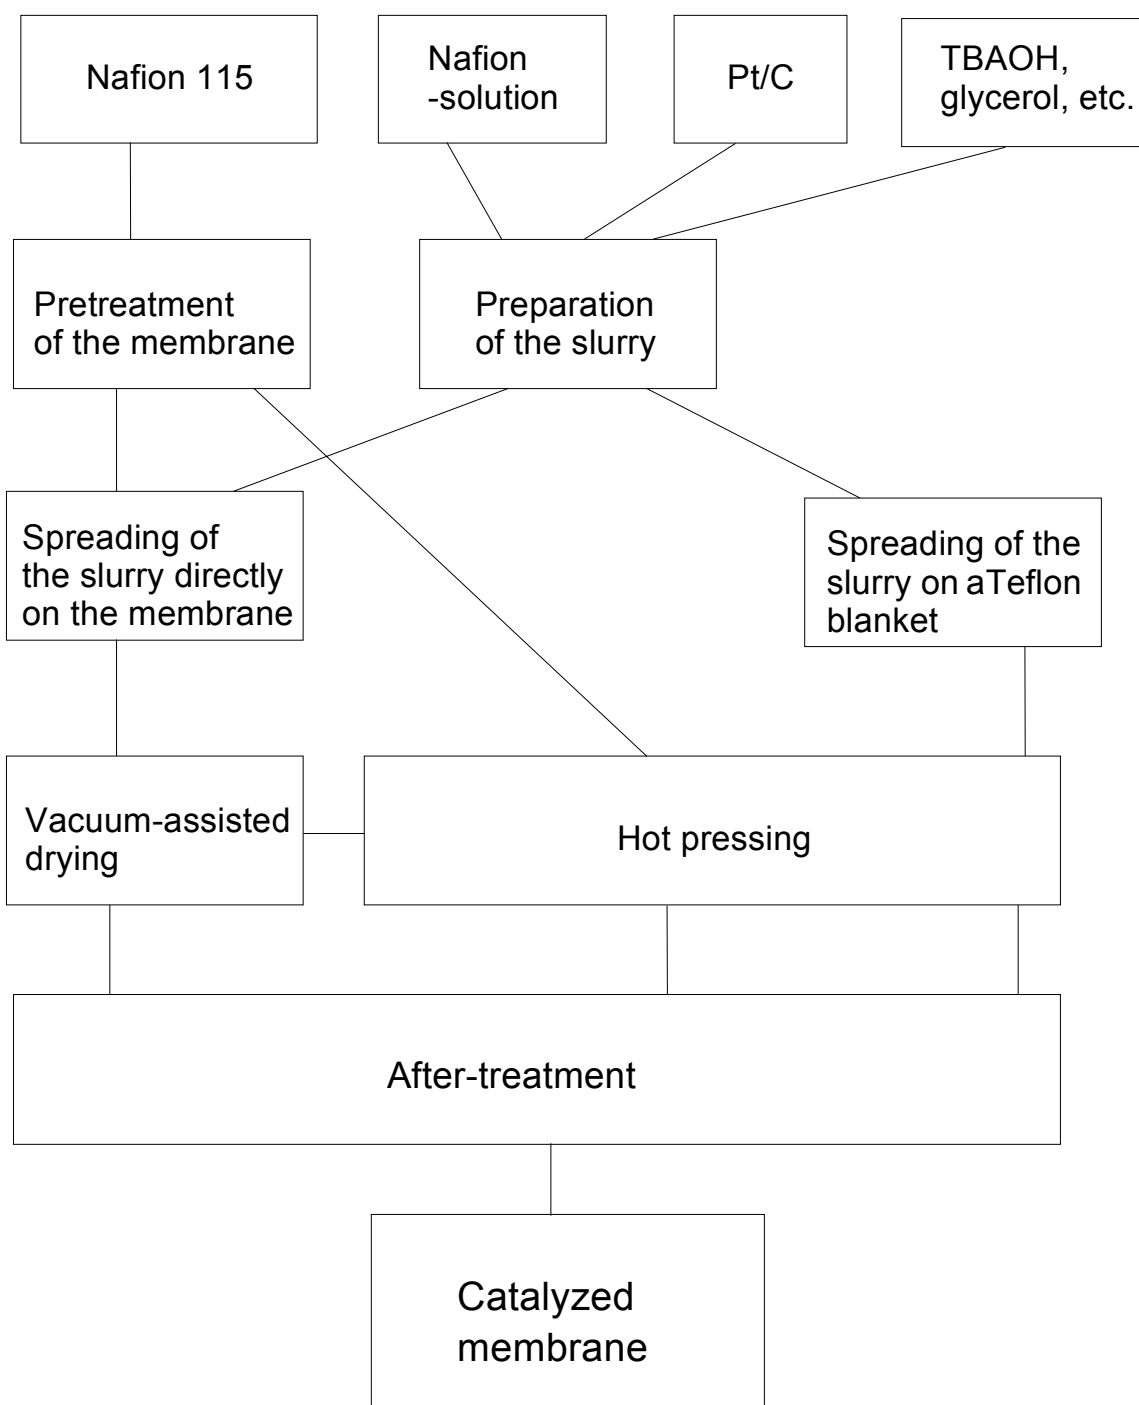 Nafion 115
Nafion
-solution
Pt/C
TBAOH,
glycerol, etc.
Pretreatment
of the membrane
Preparation
of the slurry
Spreading of
the slurry directly
on the membrane
Spreading of the
slurry on aTeflon
blanket
Vacuum-assisted
drying
Hot pressing
After-treatment
Catalyzed
membrane